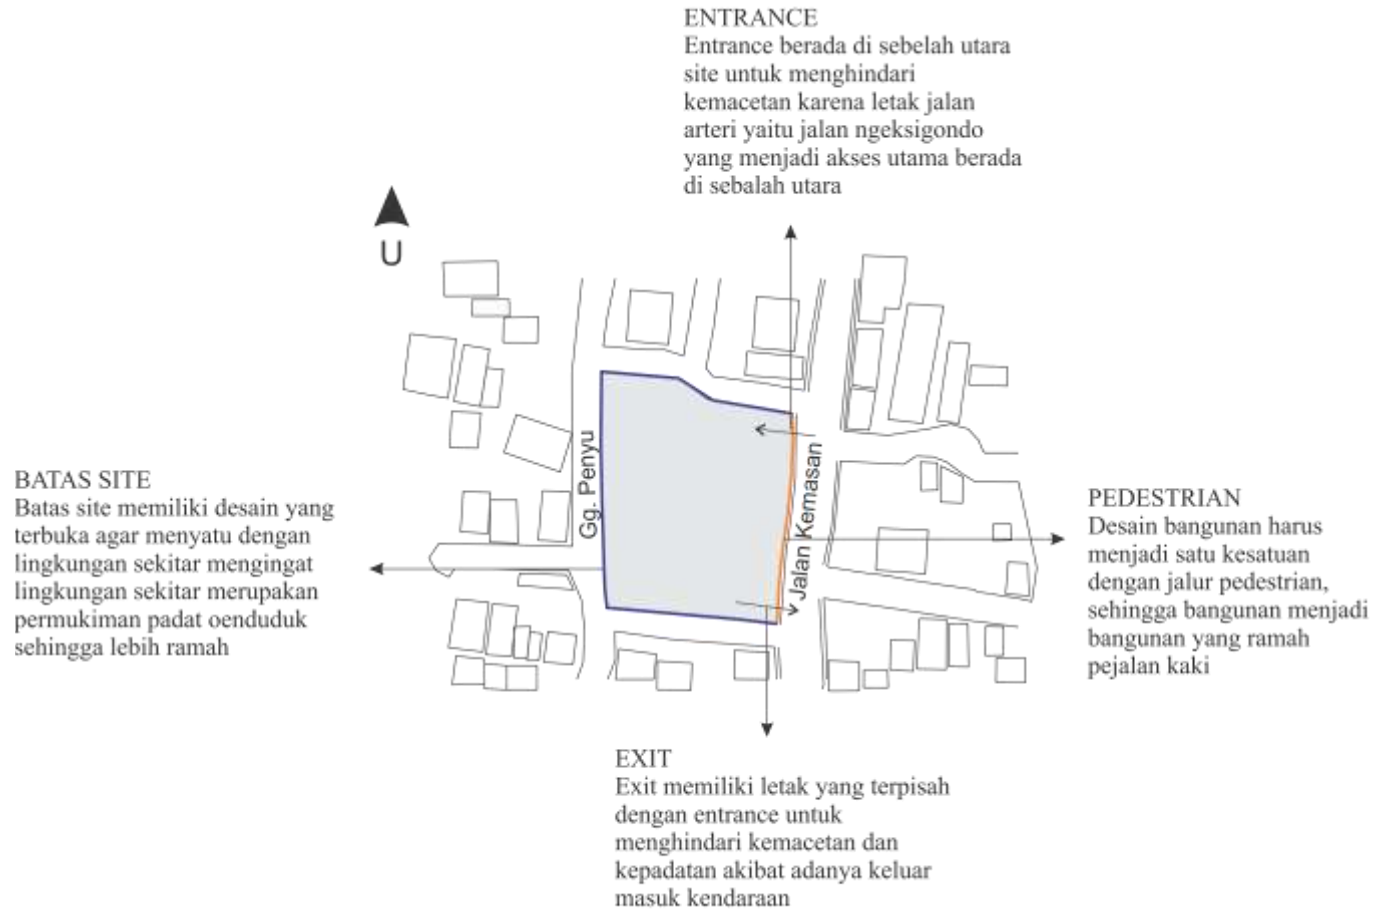 ENTRANCE
Entrance berada di sebelah utara
site untuk menghindari
kemacetan karena letak jalan
arteri yaitu jalan ngeksigondo
yang menjadi akses utama berada
di sebalah utara
U
Gg. Penyu
Jalan Kemasan
BATAS SITE
Batas site memiliki desain yang
terbuka agar menyatu dengan
lingkungan sekitar mengingat
lingkungan sekitar merupakan
permukiman padat oenduduk
sehingga lebih ramah
PEDESTRIAN
Desain bangunan harus
menjadi satu kesatuan
dengan jalur pedestrian,
sehingga bangunan menjadi
bangunan yang ramah
pejalan kaki
EXIT
Exit memiliki letak yang terpisah
dengan entrance untuk
menghindari kemacetan dan
kepadatan akibat adanya keluar
masuk kendaraan